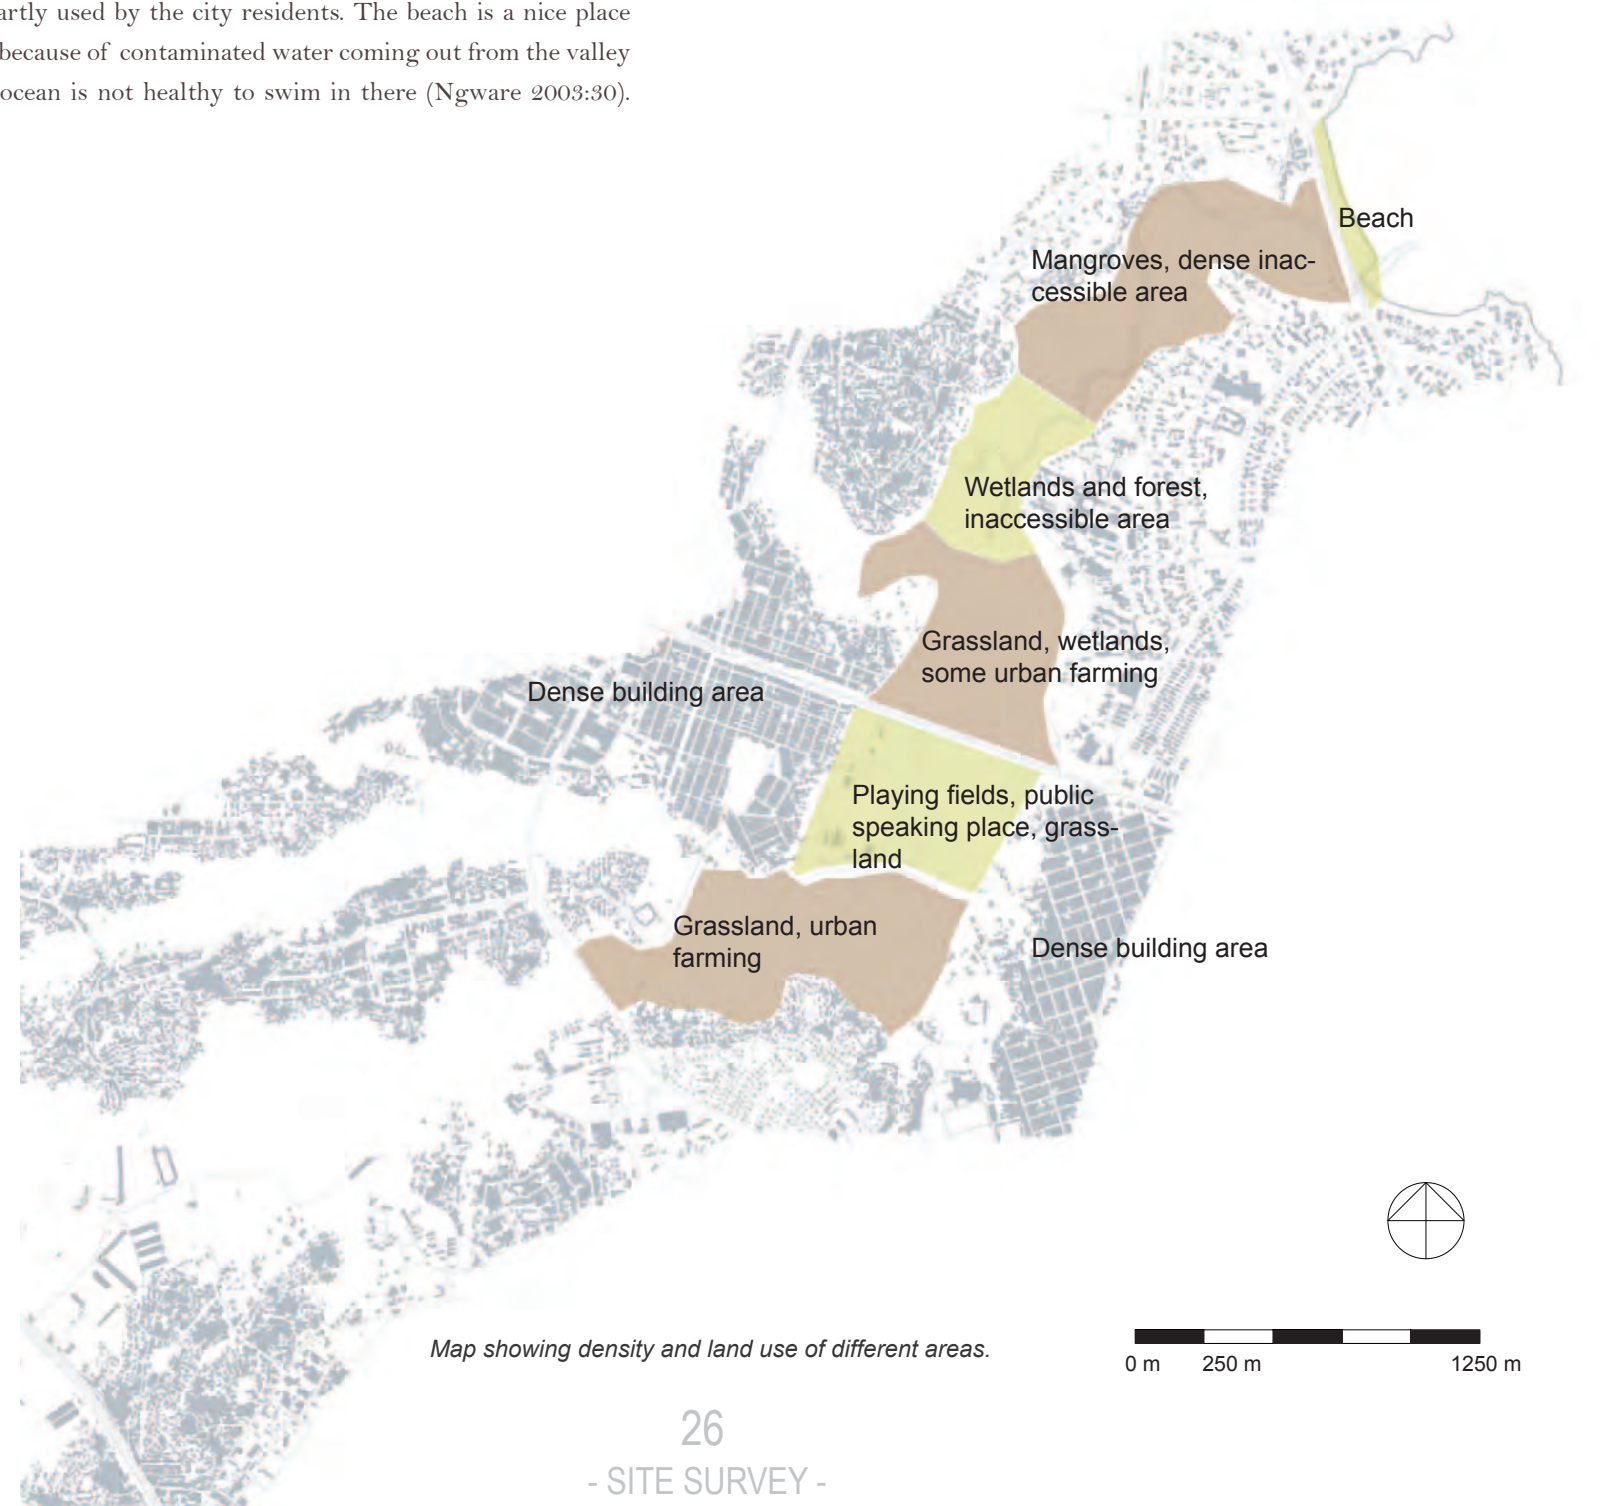 artly used by the city residents. The beach is a nice place
because of contaminated water coming out from the valley
ocean is not healthy to swim in there (Ngware 2003:30).
Beach
Mangroves, dense inac-
cessible area
Wetlands and forest,
inaccessible area
Grassland, wetlands,
some urban farming
Dense building area
Playing fields, public
speaking place, grass-
land
Grassland, urban
farming
Dense building area
Map showing density and land use of different areas.
0 m 250 m 1250 m
26
- SITE SURVEY -